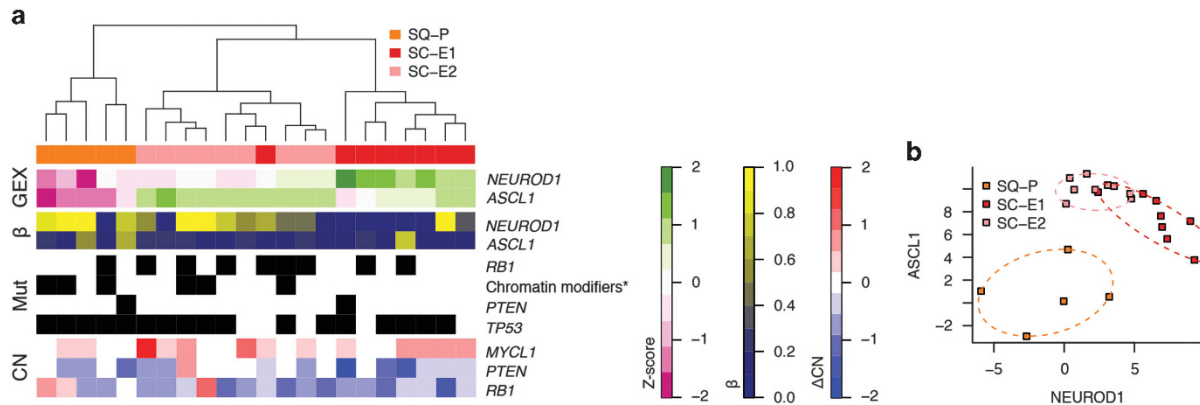 a
SQ-P
SC-E1
SC-E2
GEX
NEUROD1
ASCL1
β
NEUROD1
ASCL1
Mut
RB1
Chromatin modifiers*
PTEN
TP53
CN
MYCL1
PTEN
RB1
Z-score
2
1
0
−1
−2
β
1.0
0.8
0.6
0.4
0.2
0.0
ΔCN
2
1
0
−1
−2
b
SQ-P
SC-E1
SC-E2
ASCL1
8
6
4
2
−2
−5
0
5
NEUROD1